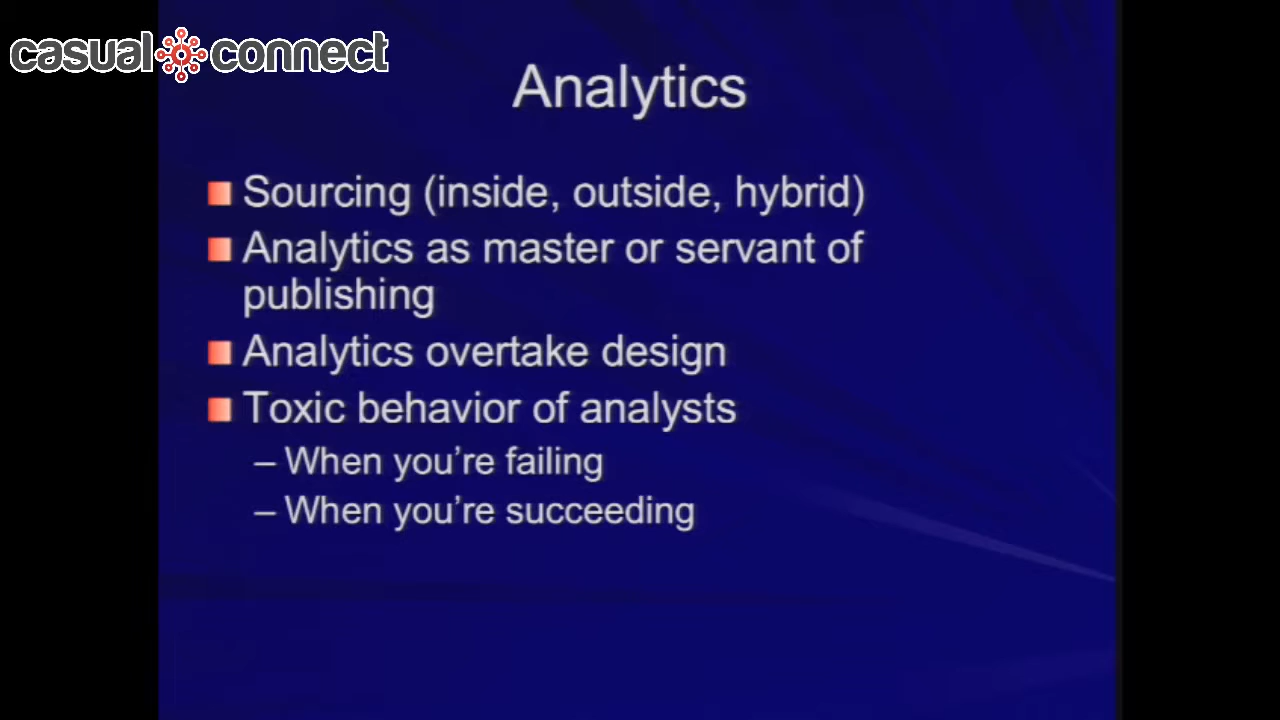 casual connect
Analytics
Sourcing (inside, outside, hybrid)
Analytics as master or servant of
publishing
Analytics overtake design
Toxic behavior of analysts
– When you're failing
– When you're succeeding